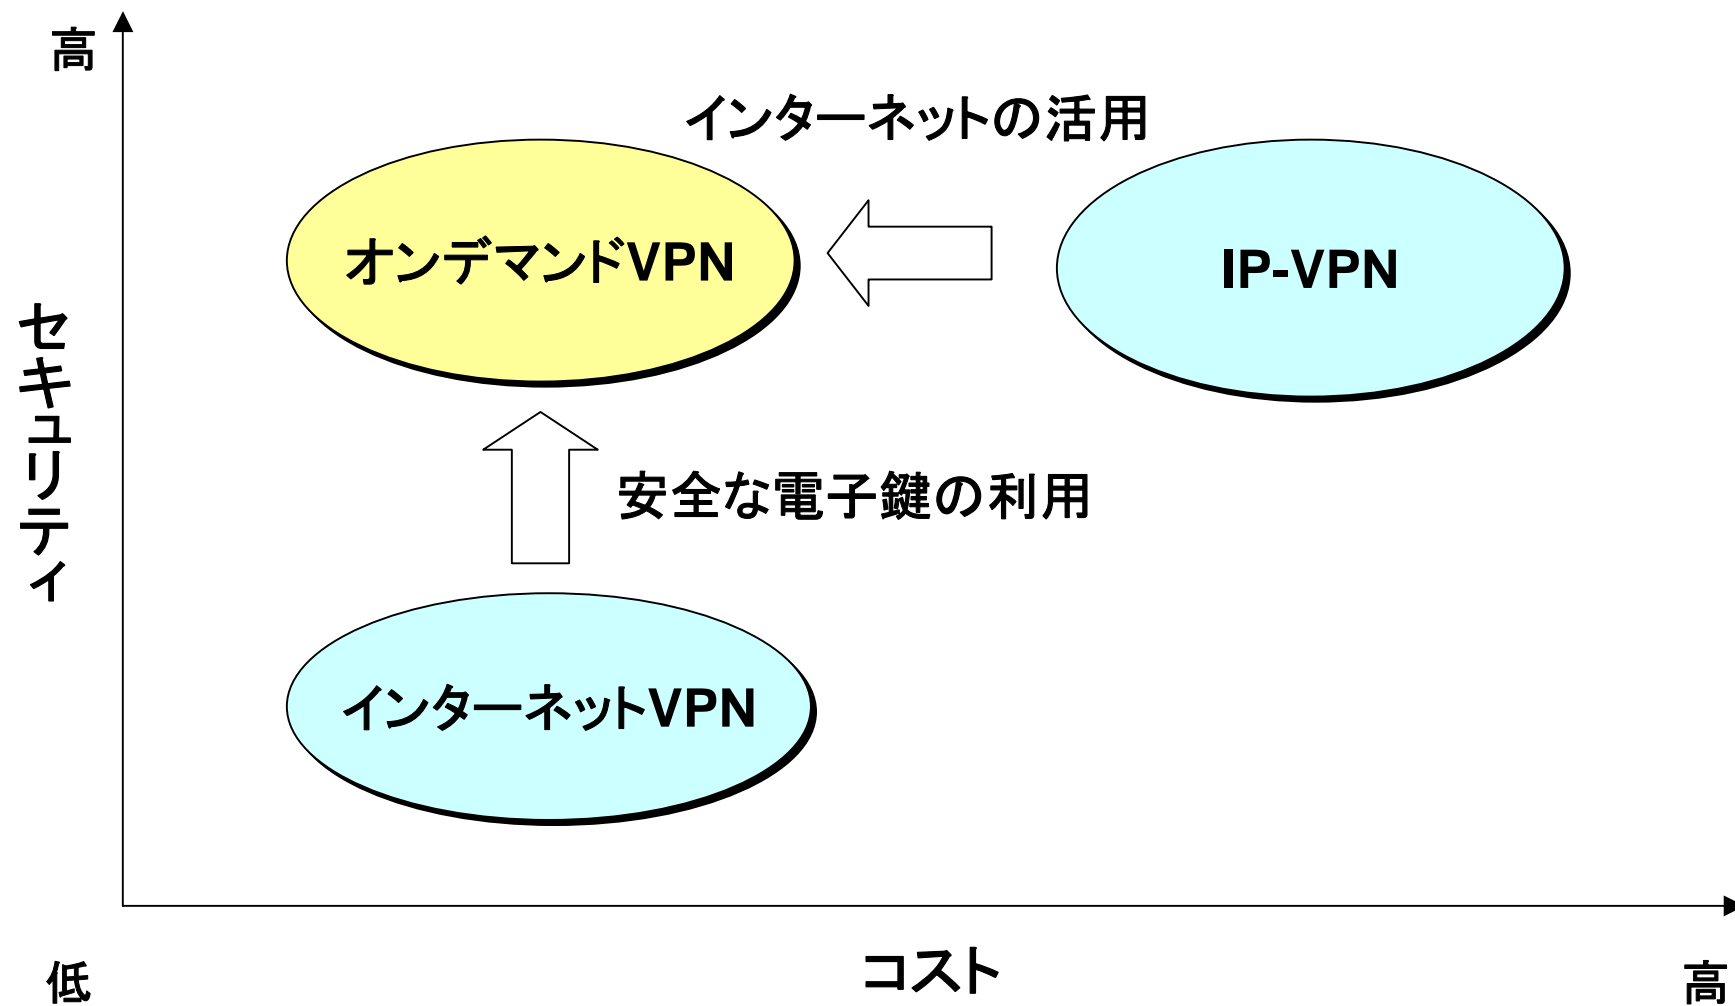 高
インターネットの活用
オンデマンドVPN
IP-VPN
セキュリティ
安全な電子鍵の利用
インターネットVPN
低
コスト
高